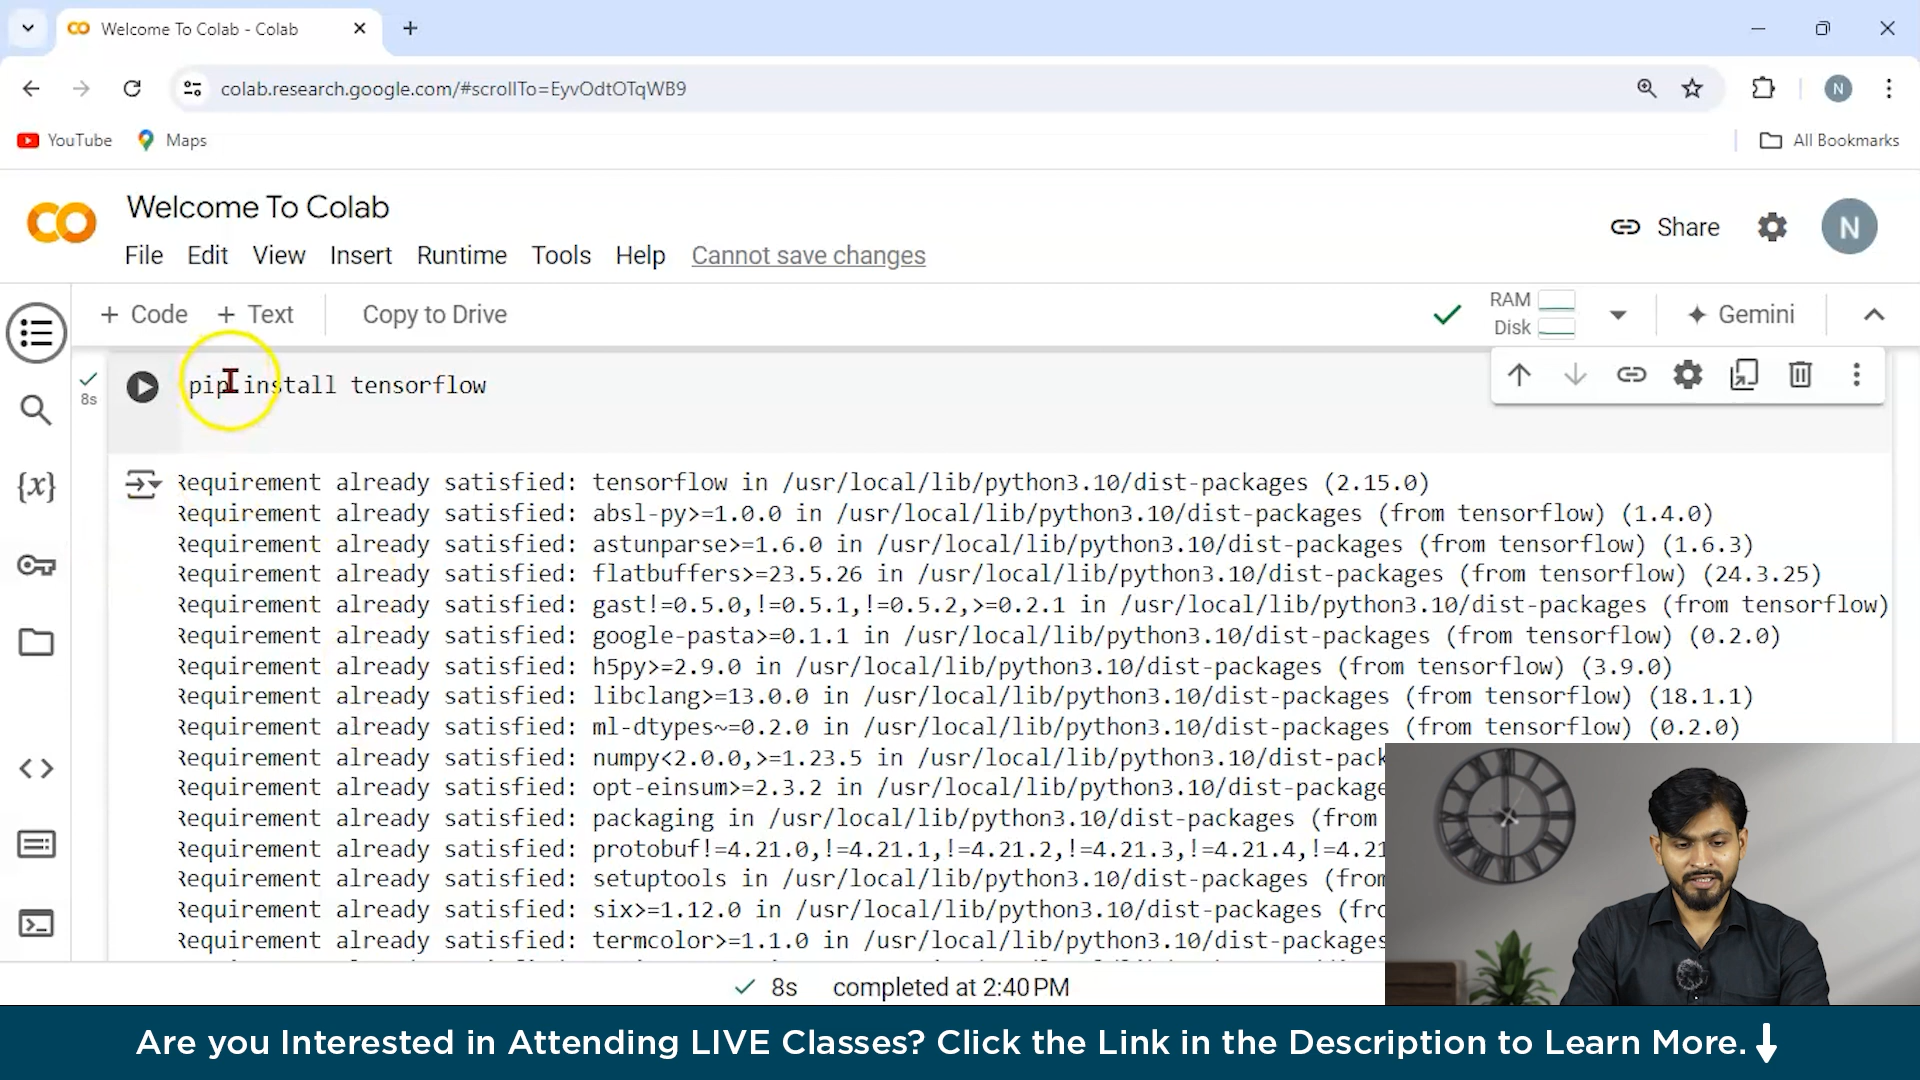 Welcome To Colab - Colab
colab.research.google.com/#scrollTo=EyvOdtOTqWB9
N
YouTube
Maps
All Bookmarks
CO
Welcome To Colab
File Edit View Insert Runtime Tools Help Cannot save changes
Share
N
+ Code + Text Copy to Drive
RAM
Disk
Gemini
8s
pip install tensorflow
Requirement already satisfied: tensorflow in /usr/local/lib/python3.10/dist-packages (2.15.0)
Requirement already satisfied: absl-py>=1.0.0 in /usr/local/lib/python3.10/dist-packages (from tensorflow) (1.4.0)
Requirement already satisfied: astunparse>=1.6.0 in /usr/local/lib/python3.10/dist-packages (from tensorflow) (1.6.3)
Requirement already satisfied: flatbuffers>=23.5.26 in /usr/local/lib/python3.10/dist-packages (from tensorflow) (24.3.25)
Requirement already satisfied: gast!=0.5.0,!=0.5.1,!=0.5.2,>=0.2.1 in /usr/local/lib/python3.10/dist-packages (from tensorflow)
Requirement already satisfied: google-pasta>=0.1.1 in /usr/local/lib/python3.10/dist-packages (from tensorflow) (0.2.0)
Requirement already satisfied: h5py>=2.9.0 in /usr/local/lib/python3.10/dist-packages (from tensorflow) (3.9.0)
Requirement already satisfied: libclang>=13.0.0 in /usr/local/lib/python3.10/dist-packages (from tensorflow) (18.1.1)
Requirement already satisfied: ml-dtypes~=0.2.0 in /usr/local/lib/python3.10/dist-packages (from tensorflow) (0.2.0)
Requirement already satisfied: numpy<2.0.0,>=1.23.5 in /usr/local/lib/python3.10/dist-pack
Requirement already satisfied: opt-einsum>=2.3.2 in /usr/local/lib/python3.10/dist-package
Requirement already satisfied: packaging in /usr/local/lib/python3.10/dist-packages (from
Requirement already satisfied: protobuf!=4.21.0,!=4.21.1,!=4.21.2,!=4.21.3,!=4.21.4,!=4.21
Requirement already satisfied: setuptools in /usr/local/lib/python3.10/dist-packages (from
Requirement already satisfied: six>=1.12.0 in /usr/local/lib/python3.10/dist-packages (fro
Requirement already satisfied: termcolor>=1.1.0 in /usr/local/lib/python3.10/dist-packages
8s completed at 2:40 PM
Are you Interested in Attending LIVE Classes? Click the Link in the Description to Learn More.